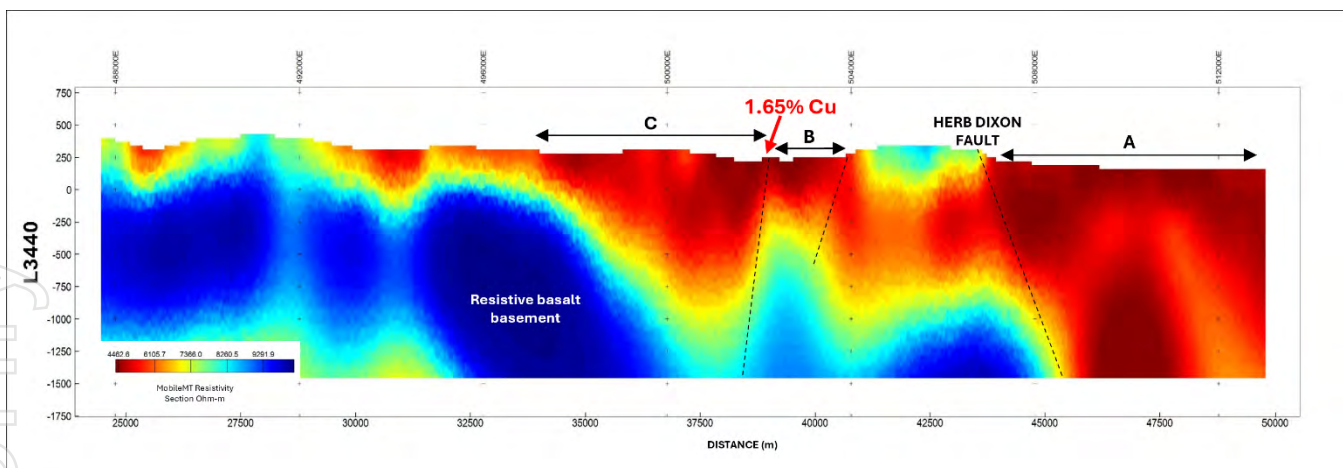 488000E 492000E 496000E 500000E 504000E 508000E 512000E
750
500
250
0
-250
-500
-750
-1000
-1250
-1500
-1750
L3440
1.65% Cu
C
B
HERB DIXON
FAULT
A
Resistive basalt
basement
4462.6 6105.7 7366.0 8260.5 9291.9
MobileMT Resistivity
Section Ohm-m
25000 27500 30000 32500 35000 37500 40000 42500 45000 47500 50000
DISTANCE (m)